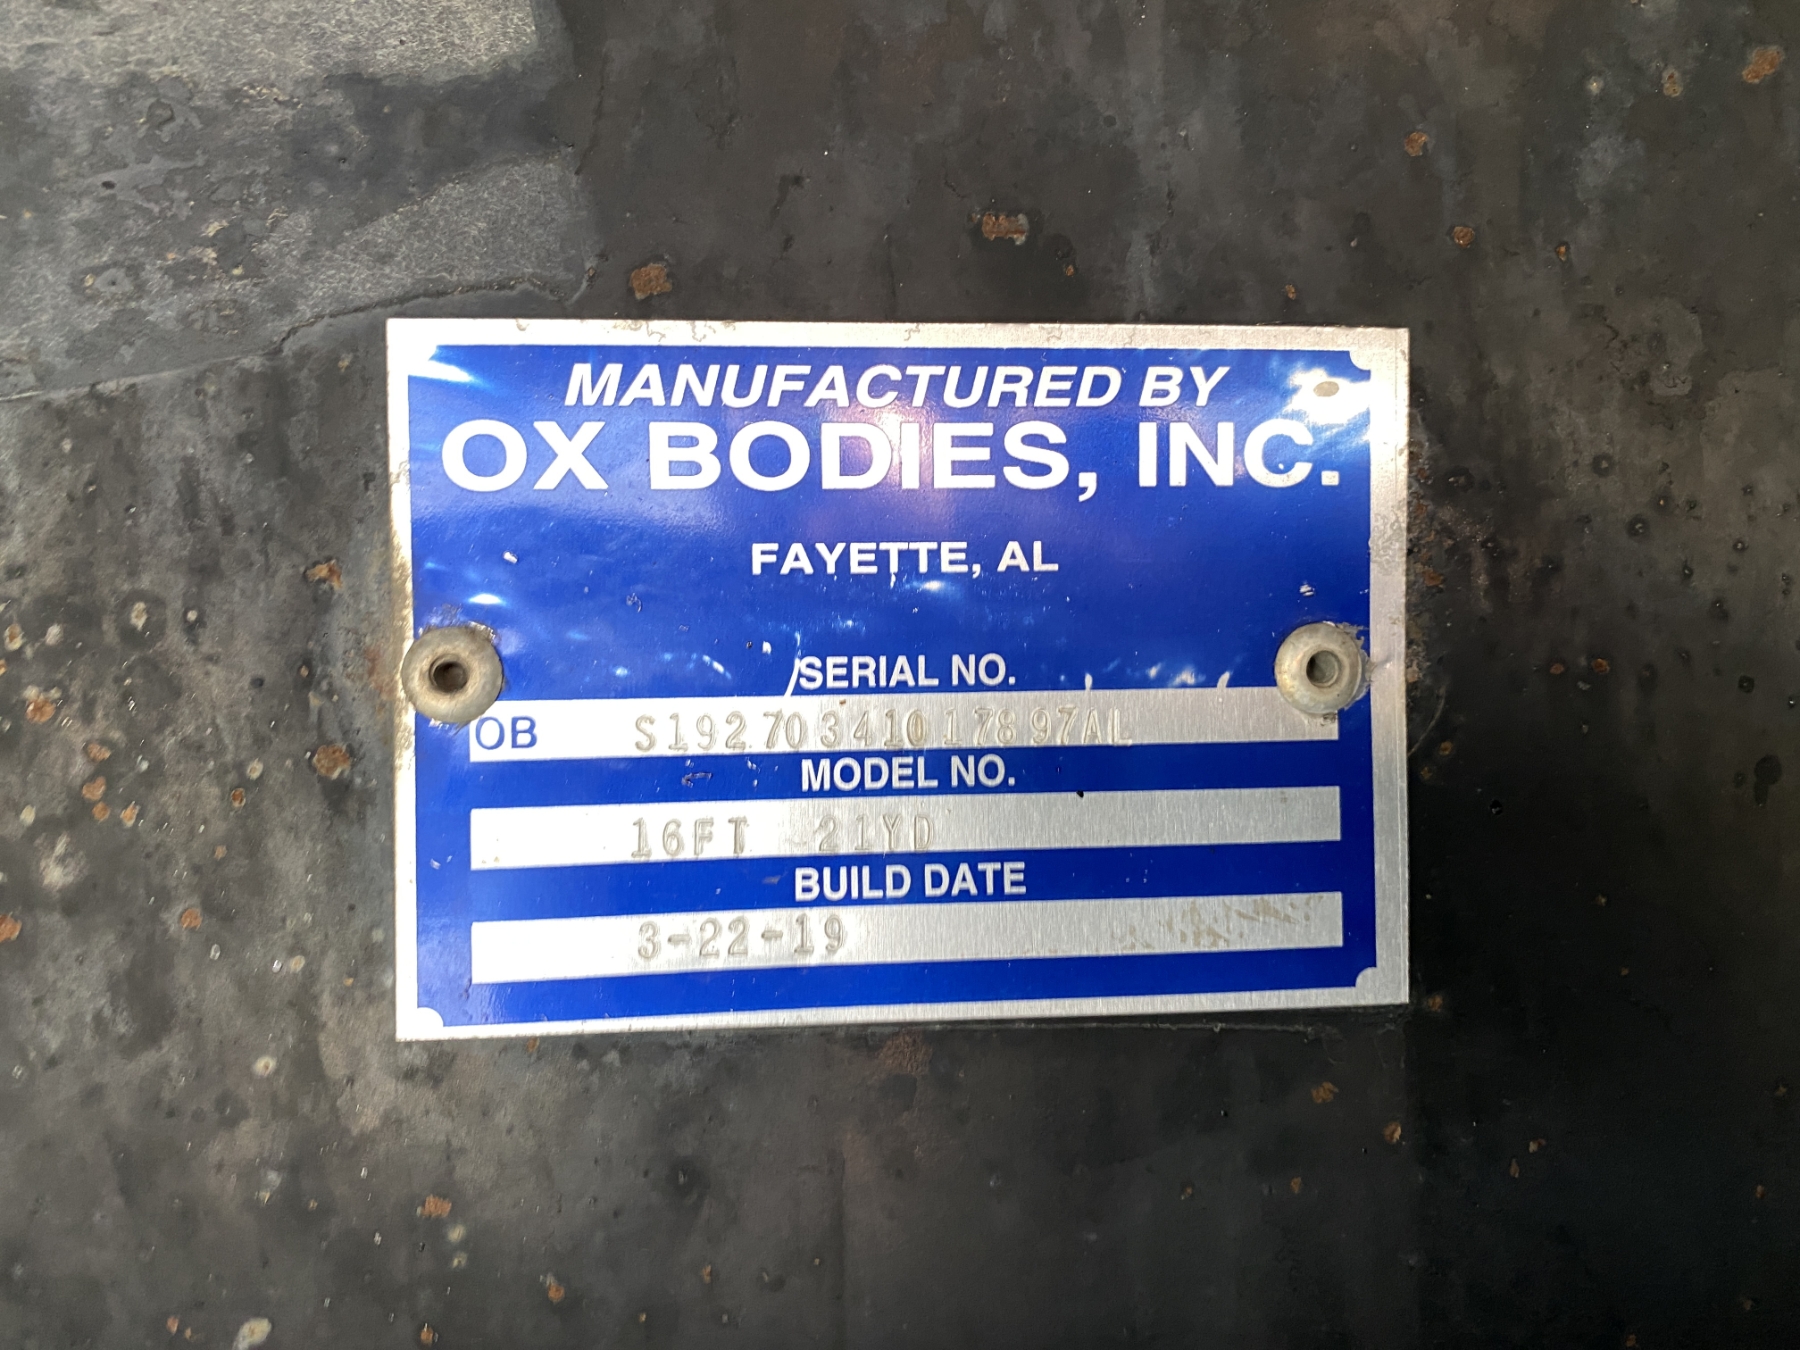 MANUFACTURED BY
OX BODIES, INC.
FAYETTE, AL
SERIAL NO.
OB S19270341017897AL
MODEL NO.
16FT 21YD
BUILD DATE
3-22-19